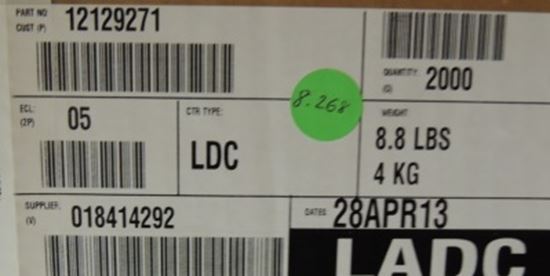 PART NO 12129271
CUST (P)
QUANTITY: 2000
(Q)
8.268
ECL: 05
(2P)
CTR TYPE:
LDC
WEIGHT
8.8 LBS
4 KG
SUPPLIER: 018414292
(V)
DATE: 28APR13
LADC